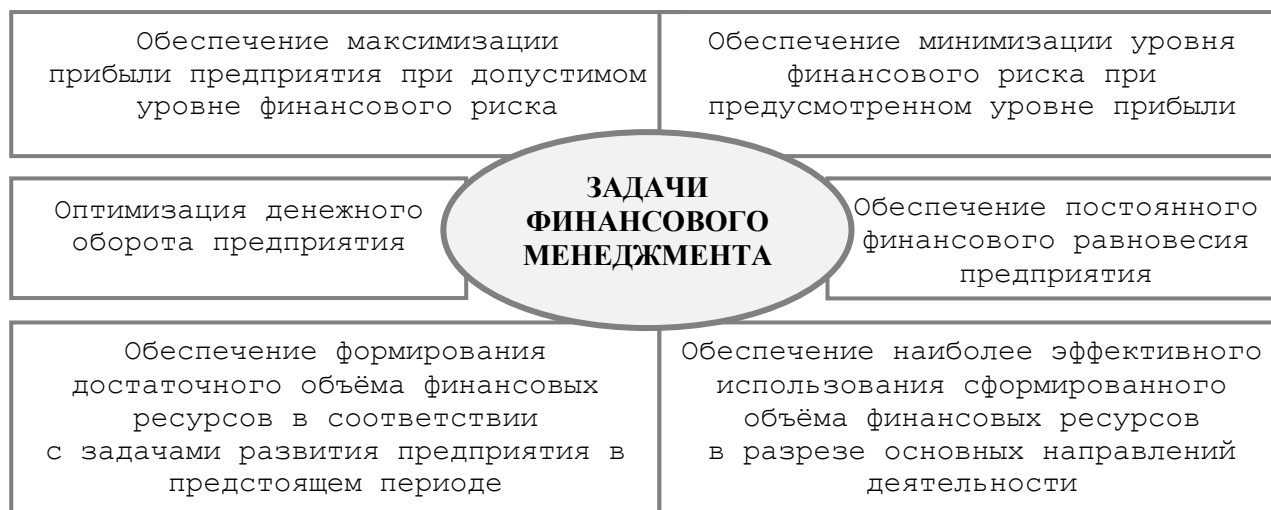 Обеспечение максимизации
прибыли предприятия при допустимом
уровне финансового риска
Обеспечение минимизации уровня
финансового риска при
предусмотренном уровне прибыли
Оптимизация денежного
оборота предприятия
ЗАДАЧИ
ФИНАНСОВОГО
МЕНЕДЖМЕНТА
Обеспечение постоянного
финансового равновесия
предприятия
Обеспечение формирования
достаточного объёма финансовых
ресурсов в соответствии
с задачами развития предприятия в
предстоящем периоде
Обеспечение наиболее эффективного
использования сформированного
объёма финансовых ресурсов
в разрезе основных направлений
деятельности